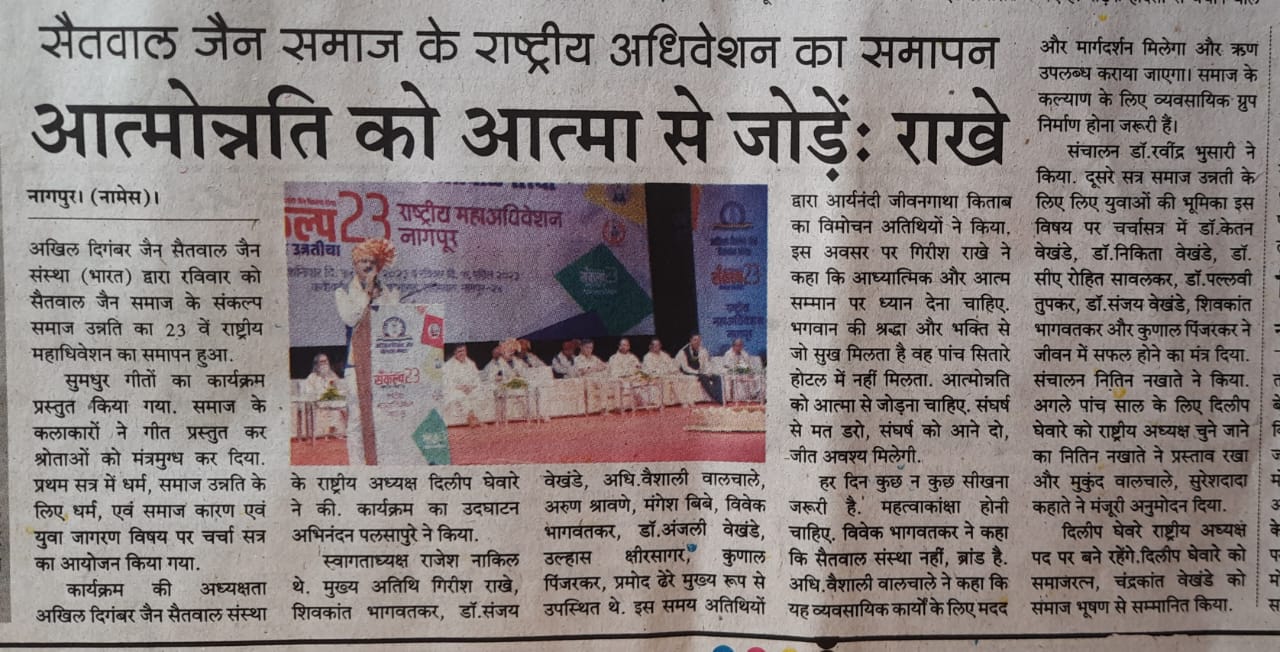 सैतवाल जैन समाज के राष्ट्रीय अधिवेशन का समापन
आत्मोन्नति को आत्मा से जोड़ें: राखे
नागपुर। (नामेस)।
अखिल दिगंबर जैन सैतवाल जैन
संस्था (भारत) द्वारा रविवार को
सैतवाल जैन समाज के संकल्प
समाज उन्नति का 23 वें राष्ट्रीय
महाधिवेशन का समापन हुआ.
सुमधुर गीतों का कार्यक्रम
प्रस्तुत किया गया. समाज के
कलाकारों ने गीत प्रस्तुत कर
श्रोताओं को मंत्रमुग्ध कर दिया.
प्रथम सत्र में धर्म, समाज उन्नति के
लिए धर्म, एवं समाज कारण एवं
युवा जागरण विषय पर चर्चा सत्र
का आयोजन किया गया.
कार्यक्रम की अध्यक्षता
अखिल दिगंबर जैन सैतवाल संस्था
कल्प 23 राष्ट्रीय महाअधिवेशन
नागपूर
उन्नतीचा
संकल्प 23
संकल्प23
के राष्ट्रीय अध्यक्ष दिलीप घेवारे
ने की. कार्यक्रम का उदघाटन
अभिनंदन पलसापुरे ने किया.
स्वागताध्यक्ष राजेश नाकिल
थे. मुख्य अतिथि गिरीश राखे,
शिवकांत भागवतकर, डॉ.संजय
वेखंडे, अधि.वैशाली वालचाले,
अरुण श्रावणे, मंगेश बिबे, विवेक
भागवतकर, डॉ.अंजली वेखंडे,
उल्हास क्षीरसागर, कुणाल
पिंजरकर, प्रमोद ढेरे मुख्य रूप से
उपस्थित थे. इस समय अतिथियों
द्वारा आर्यनंदी जीवनगाथा किताब
का विमोचन अतिथियों ने किया.
इस अवसर पर गिरीश राखे ने
कहा कि आध्यात्मिक और आत्म
सम्मान पर ध्यान देना चाहिए.
भगवान की श्रद्धा और भक्ति से
जो सुख मिलता है वह पांच सितारे
होटल में नहीं मिलता. आत्मोन्नति
को आत्मा से जोड़ना चाहिए. संघर्ष
से मत डरो, संघर्ष को आने दो,
जीत अवश्य मिलेगी.
हर दिन कुछ न कुछ सीखना
जरूरी है. महत्वाकांक्षा होनी
चाहिए. विवेक भागवतकर ने कहा
कि सैतवाल संस्था नहीं, ब्रांड है.
अधि.वैशाली वालचाले ने कहा कि
यह व्यवसायिक कार्यों के लिए मदद
और मार्गदर्शन मिलेगा और ऋण
उपलब्ध कराया जाएगा। समाज के
कल्याण के लिए व्यवसायिक ग्रुप
निर्माण होना जरूरी हैं।
संचालन डॉ.रवींद्र भुसारी ने
किया. दूसरे सत्र समाज उन्नती के
लिए लिए युवाओं की भूमिका इस
विषय पर चर्चासत्र में डॉ.केतन
वेखंडे, डॉ.निकिता वेखंडे, डॉ.
सीए रोहित सावलकर, डॉ.पल्लवी
तुपकर, डॉ.संजय वेखंडे, शिवकांत
भागवतकर और कुणाल पिंजरकर ने
जीवन में सफल होने का मंत्र दिया.
संचालन नितिन नखाते ने किया.
अगले पांच साल के लिए दिलीप
घेवारे को राष्ट्रीय अध्यक्ष चुने जाने
का नितिन नखाते ने प्रस्ताव रखा
और मुकुंद वालचाले, सुरेशदादा
कहाते ने मंजूरी अनुमोदन दिया.
दिलीप घेवरे राष्ट्रीय अध्यक्ष
पद पर बने रहेंगे.दिलीप घेवारे को
समाजरत्न, चंद्रकांत वेखंडे को
समाज भूषण से सम्मानित किया.